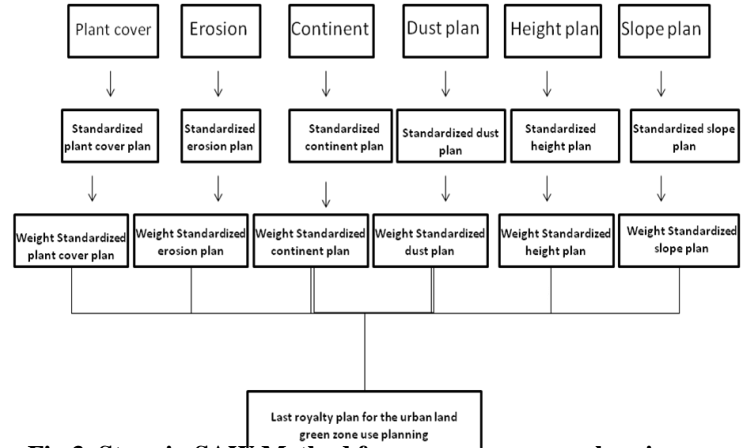 Plant cover
Erosion
Continent
Dust plan
Height plan
Slope plan
Standardized
plant cover plan
Standardized
erosion plan
Standardized
continent plan
Standardized dust
plan
Standardized
height plan
Standardized slope
plan
Weight Standardized
plant cover plan
Weight Standardized
erosion plan
Weight Standardized
continent plan
Weight Standardized
dust plan
Weight Standardized
height plan
Weight Standardized
slope plan
Last royalty plan for the urban land
green zone use planning
SAW Method